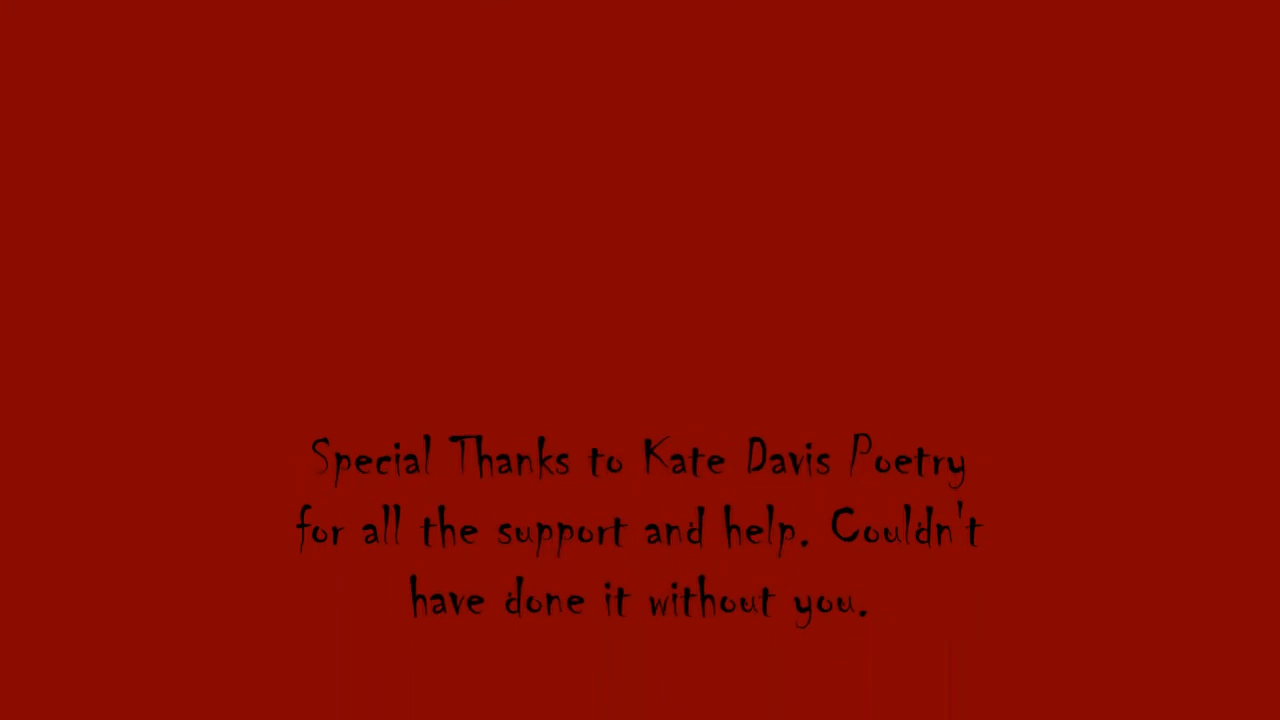 Special Thanks to Kate Davis Poetry
for all the support and help. Couldn't
have done it without you.